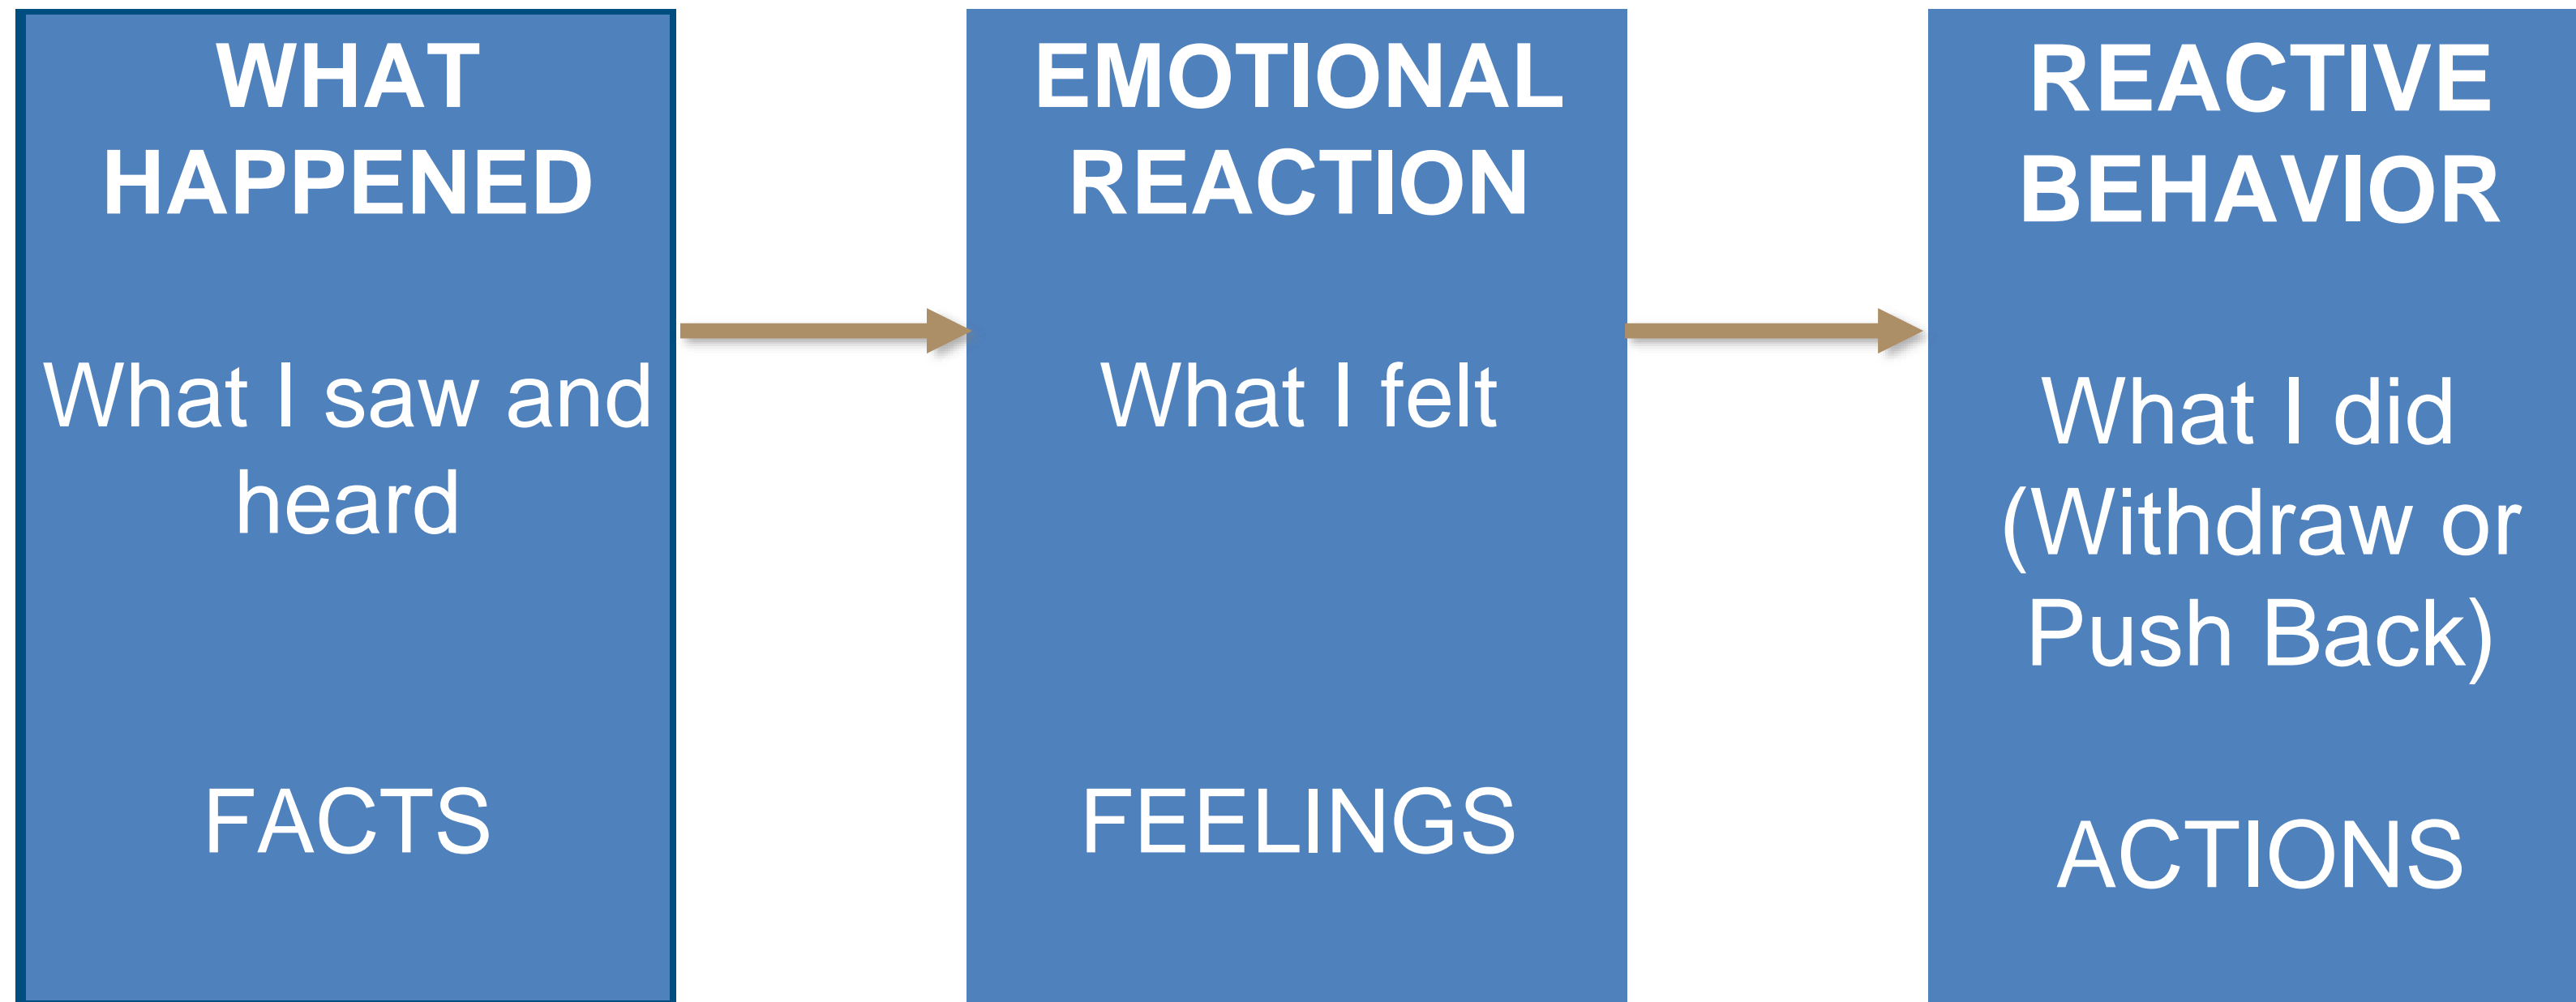 WHAT
HAPPENED
What I saw and
heard
FACTS
EMOTIONAL
REACTION
What I felt
FEELINGS
REACTIVE
BEHAVIOR
What I did
(Withdraw or
Push Back)
ACTIONS